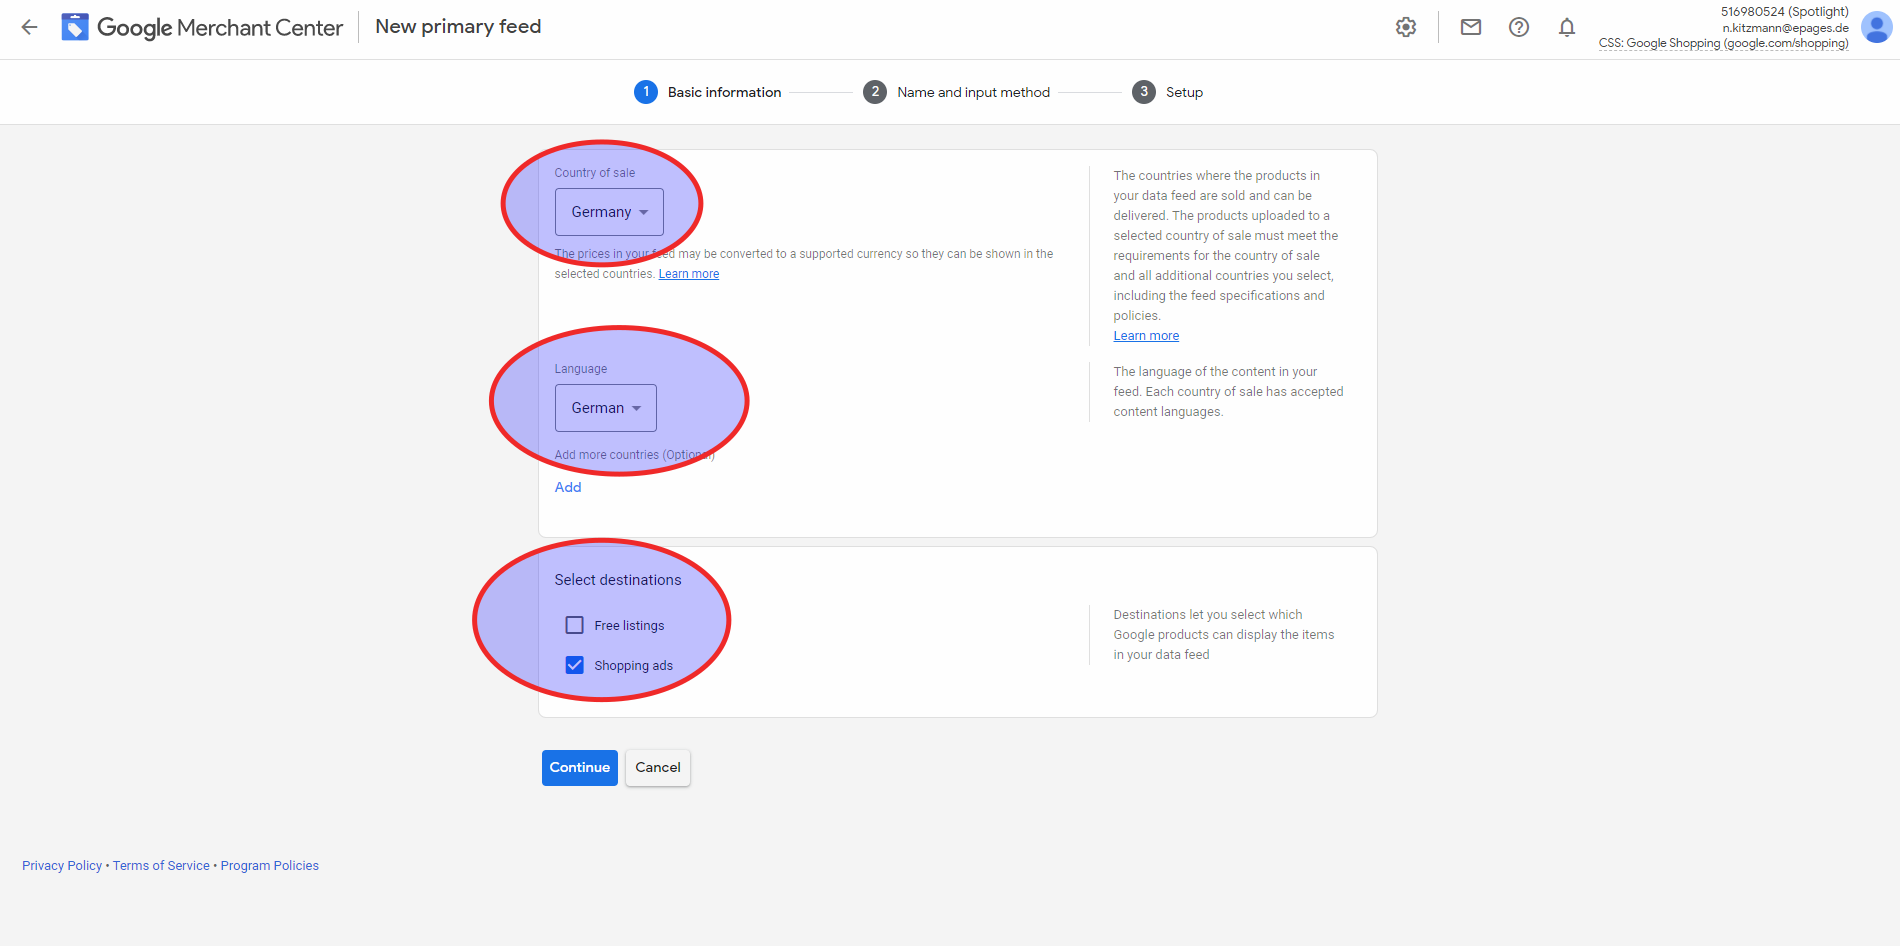 Google Merchant Center
New primary feed
516980524 (Spotlight)
n.kitzmann@epages.de
CSS: Google Shopping (google.com/shopping)
1 Basic information
2 Name and input method
3 Setup
Country of sale
Germany
The prices in your feed may be converted to a supported currency so they can be shown in the
selected countries. Learn more
The countries where the products in
your data feed are sold and can be
delivered. The products uploaded to a
selected country of sale must meet the
requirements for the country of sale
and all additional countries you select,
including the feed specifications and
policies.
Learn more
Language
German
Add more countries (Optional)
Add
The language of the content in your
feed. Each country of sale has accepted
content languages.
Select destinations
Free listings
Shopping ads
Destinations let you select which
Google products can display the items
in your data feed
Continue
Cancel
Privacy Policy • Terms of Service • Program Policies